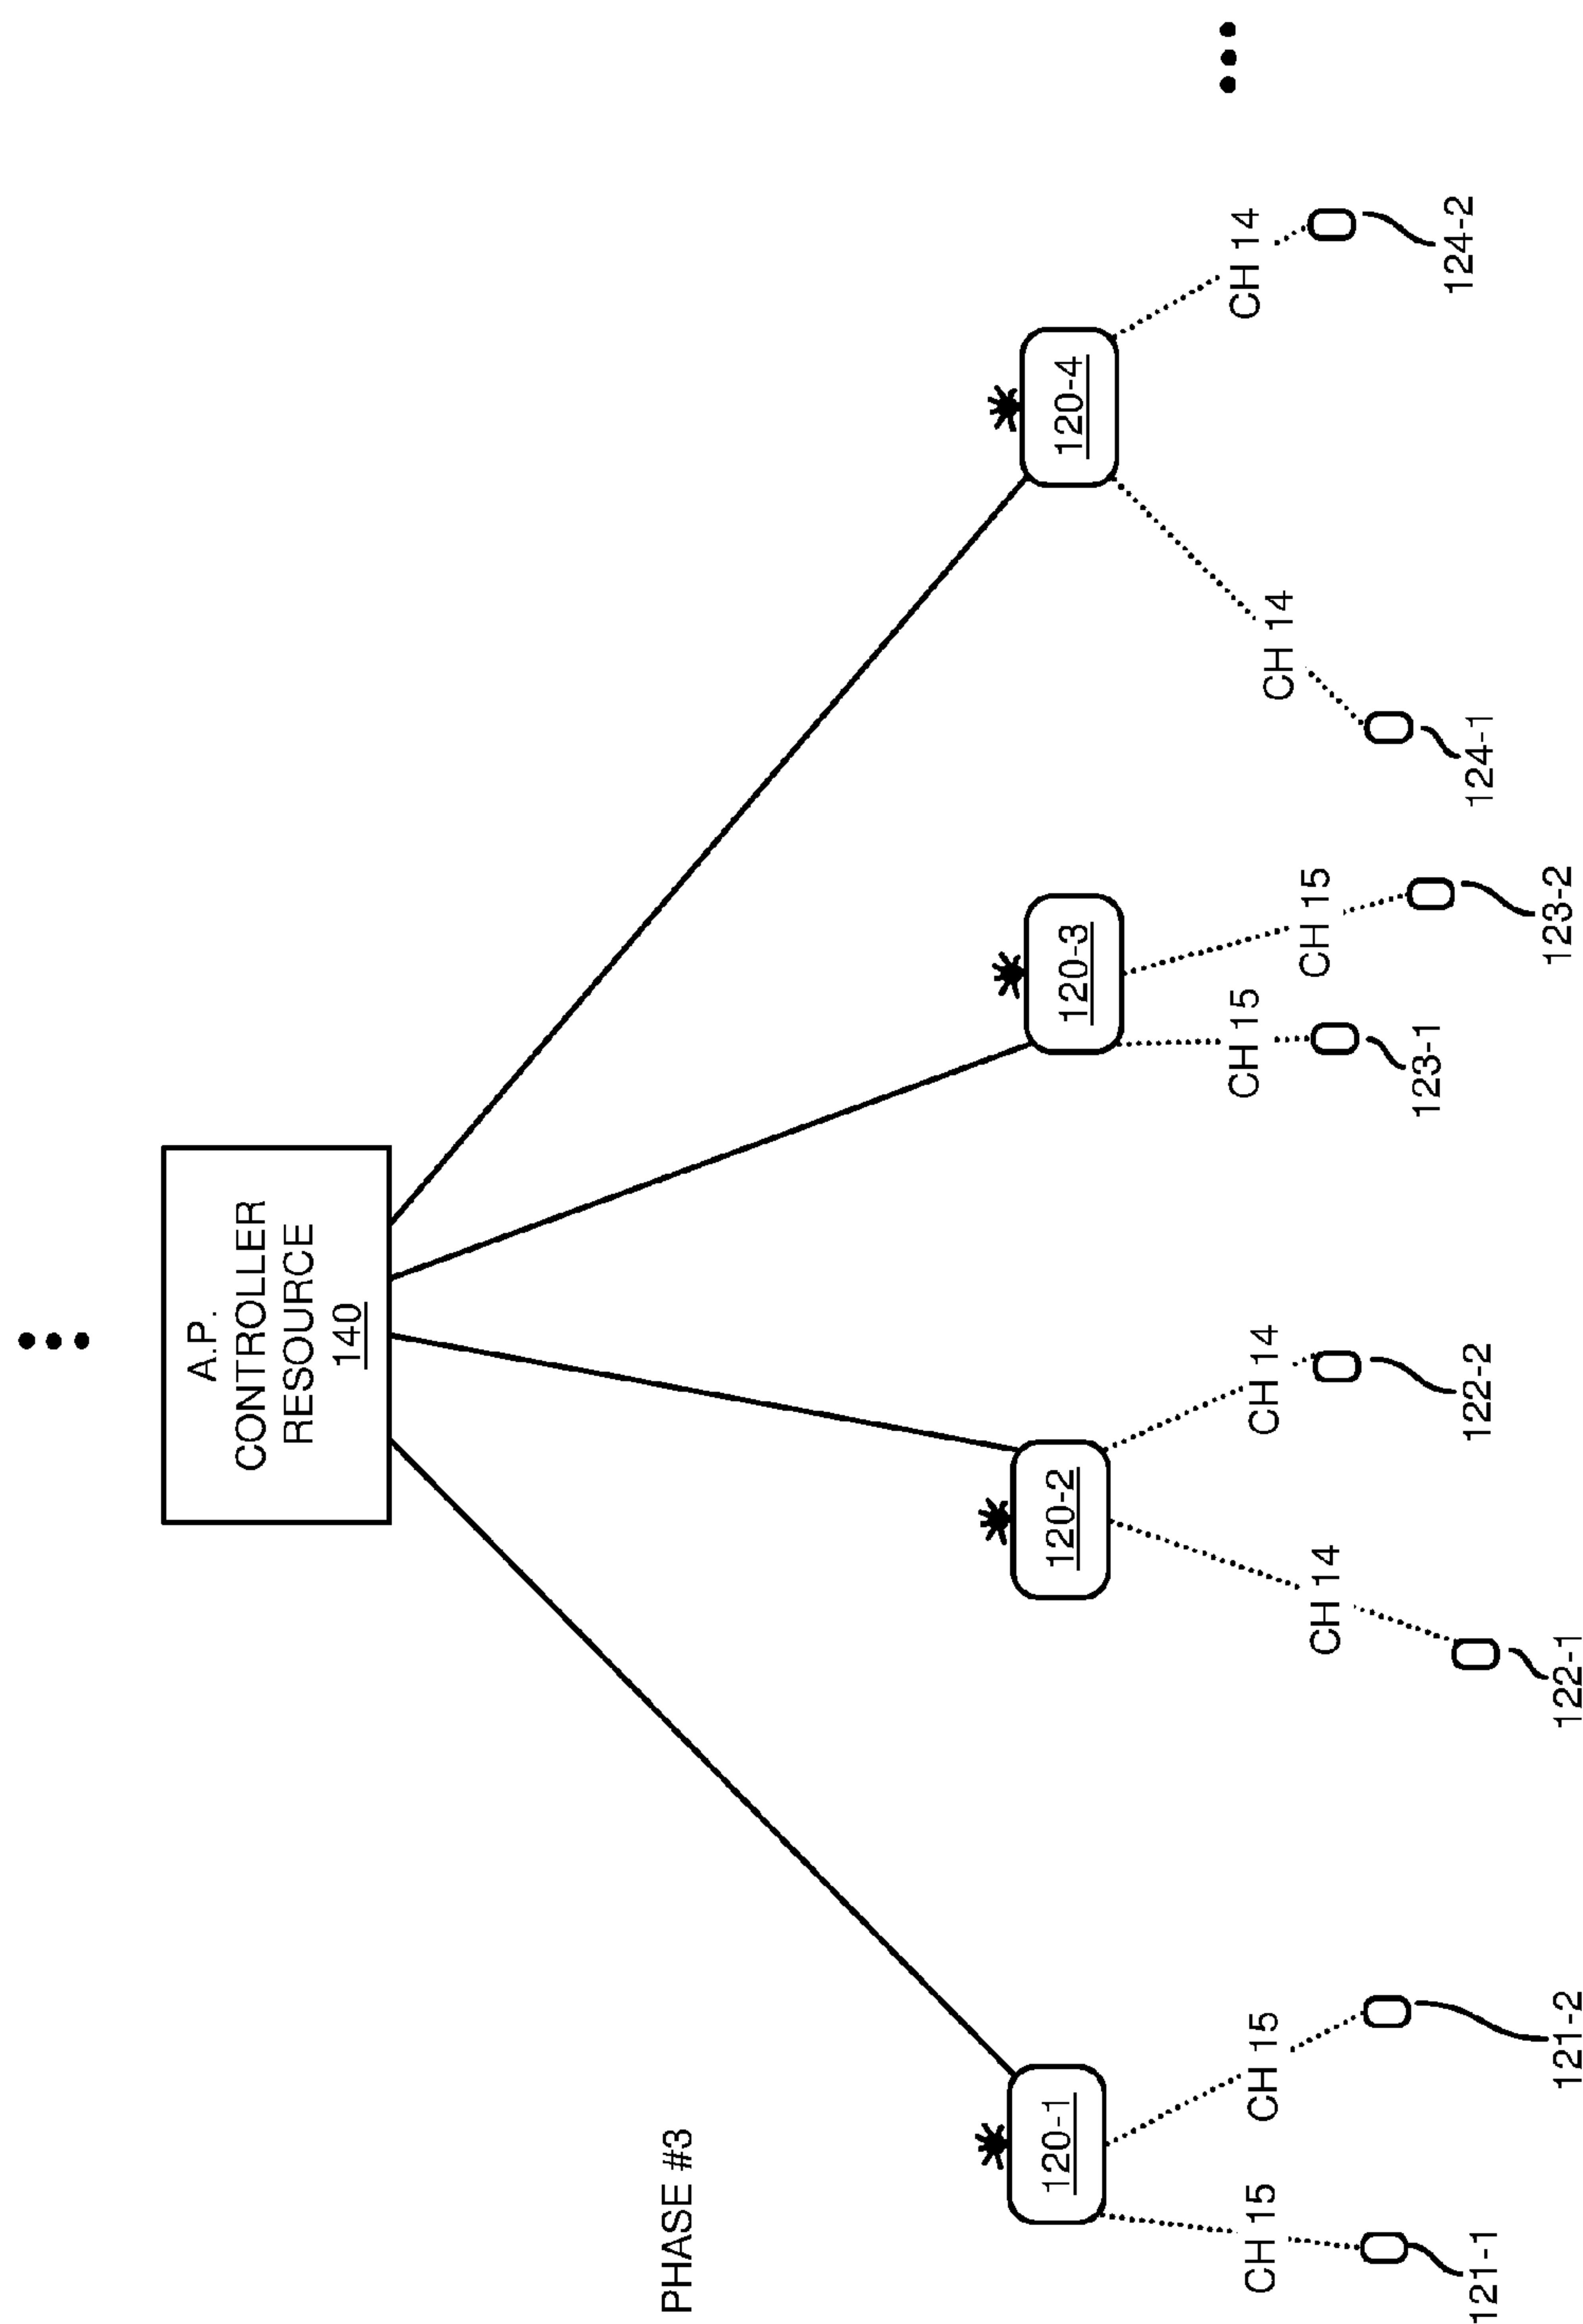 A.P.
CONTROLLER
RESOURCE
140
PHASE #3
120-1
120-2
120-3
120-4
CH 15
CH 15
CH 14
CH 14
CH 15
CH 15
CH 14
CH 14
121-1
121-2
122-1
122-2
123-1
123-2
124-1
124-2